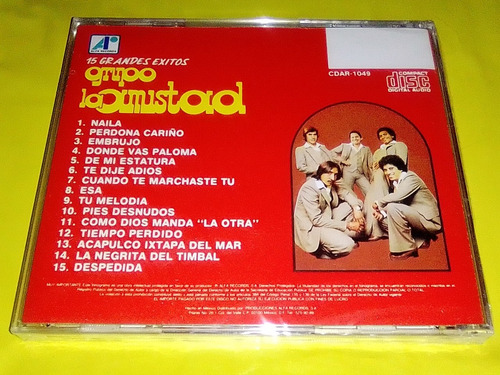 ALFA RECORDS
15 GRANDES EXITOS
grupo
la amistad
CDAR-1049
COMPACT
disc
DIGITAL AUDIO
1. NAILA
2. PERDONA CARIÑO
3. EMBRUJO
4. DONDE VAS PALOMA
5. DE MI ESTATURA
6. TE DIJE ADIOS
7. CUANDO TE MARCHASTE TU
8. ESA
9. TU MELODIA
10. PIES DESNUDOS
11. COMO DIOS MANDA "LA OTRA"
12. TIEMPO PERDIDO
13. ACAPULCO IXTAPA DEL MAR
14. LA NEGRITA DEL TIMBAL
15. DESPEDIDA